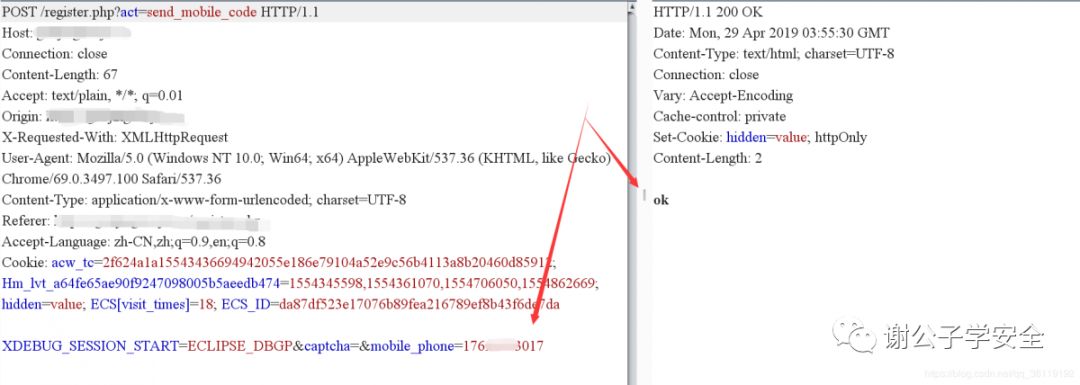 POST /register.php?act=send_mobile_code HTTP/1.1
Host:
Connection: close
Content-Length: 67
Accept: text/plain, */*; q=0.01
Origin:
X-Requested-With: XMLHttpRequest
User-Agent: Mozilla/5.0 (Windows NT 10.0; Win64; x64) AppleWebKit/537.36 (KHTML, like Gecko)
Chrome/69.0.3497.100 Safari/537.36
Content-Type: application/x-www-form-urlencoded; charset=UTF-8
Referer:
Accept-Language: zh-CN,zh;q=0.9,en;q=0.8
Cookie: acw_tc=2f624a1a15543436694942055e186e79104a52e9c56b4113a8b20460d85912;
Hm_lvt_a64fe65ae90f9247098005b5aeedb474=1554345598,1554361070,1554706050,1554862669;
hidden=value; ECS[visit_times]=18; ECS_ID=da87df523e17076b89fea216789ef8b43f6de7da
XDEBUG_SESSION_START=ECLIPSE_DBGP&captcha=&mobile_phone=176 3017
HTTP/1.1 200 OK
Date: Mon, 29 Apr 2019 03:55:30 GMT
Content-Type: text/html; charset=UTF-8
Connection: close
Vary: Accept-Encoding
Cache-control: private
Set-Cookie: hidden=value; httpOnly
Content-Length: 2
ok
谢公子学安全
https://blog.csdn.net/qq_36119192